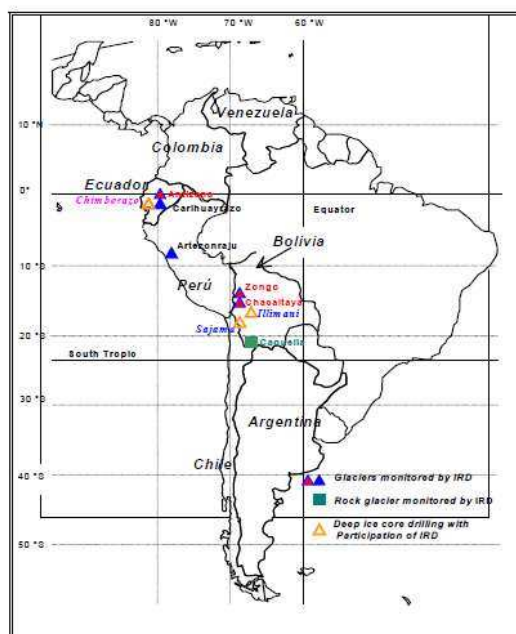 80 °W 70 °W 60 °W
10 °N
Venezuela
Colombia
0 °
Ecuador
Antizana
Chimborazo
Carihuayrazo
Equator
Artezonraju
Bolivia
10 °S
Perú
Zongo
Chacaltaya
Illimani
Sajama
20 °S
Caquella
South Tropic
Argentina
Chile
40 °S
Glaciers monitored by IRD
Rock glacier monitored by IRD
Deep ice core drilling with
Participation of IRD
50 °S